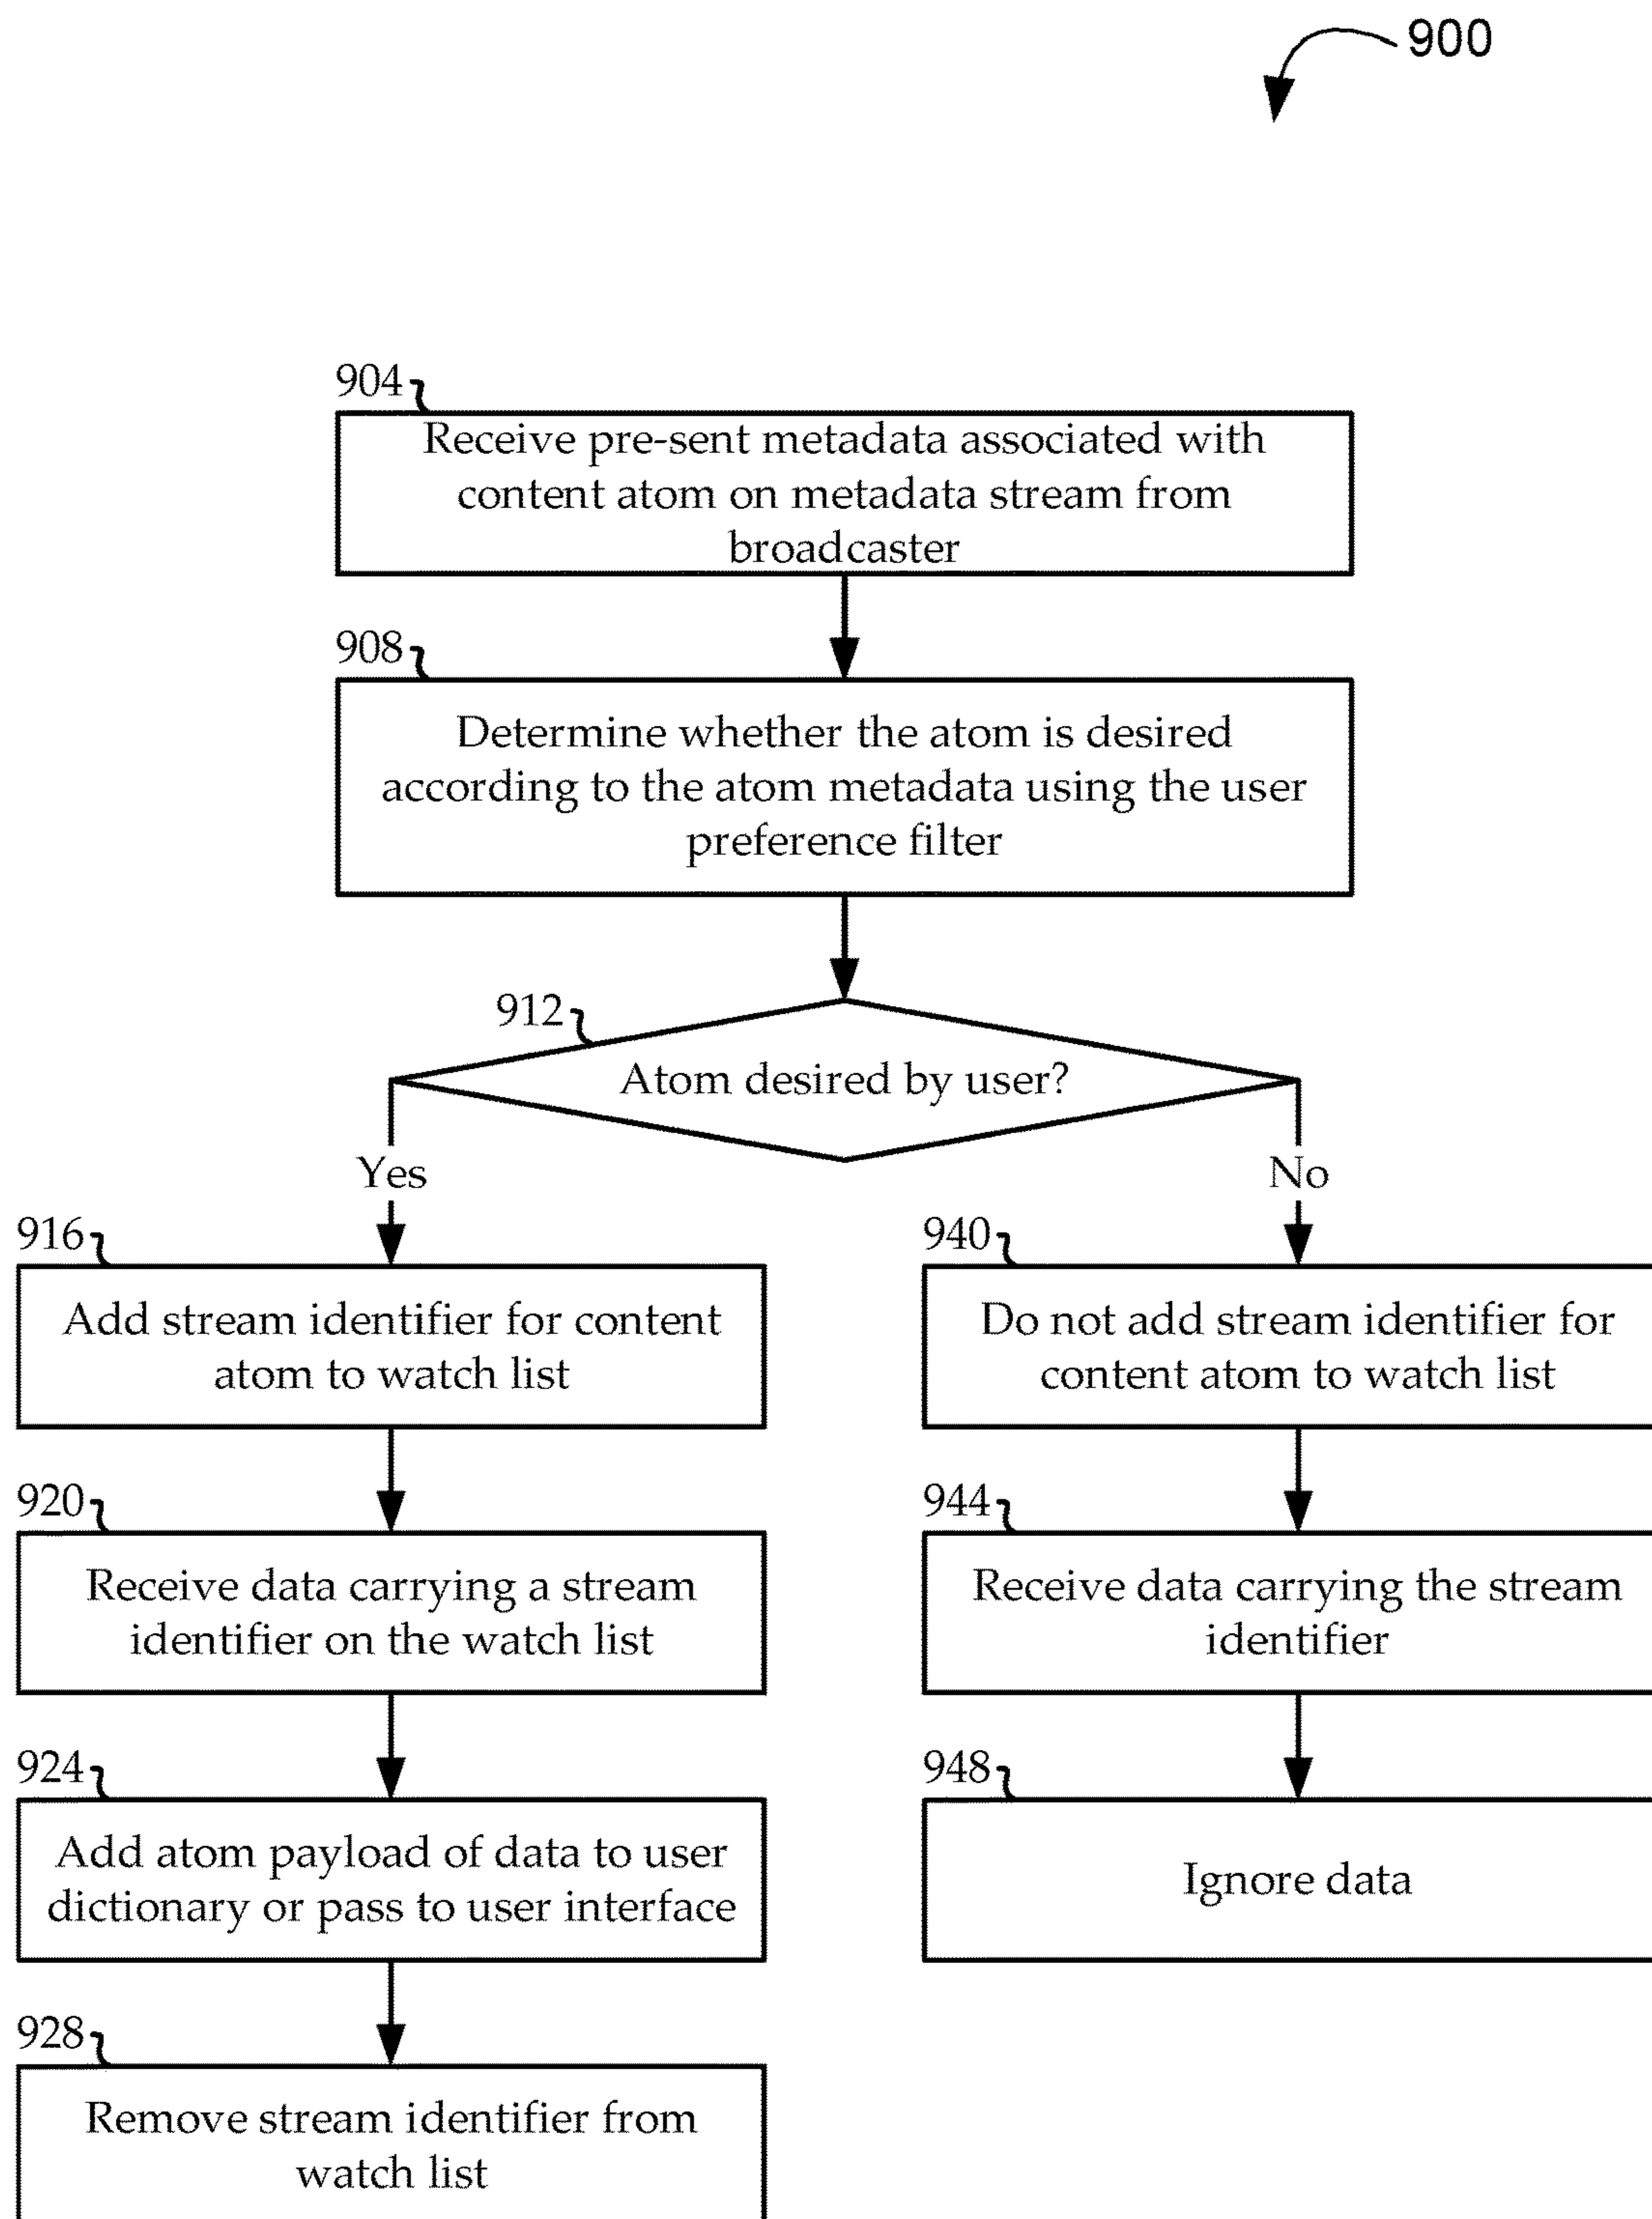 900
904
Receive pre-sent metadata associated with
content atom on metadata stream from
broadcaster
908
Determine whether the atom is desired
according to the atom metadata using the user
preference filter
912
Atom desired by user?
Yes
No
916
Add stream identifier for content
atom to watch list
940
Do not add stream identifier for
content atom to watch list
920
Receive data carrying a stream
identifier on the watch list
944
Receive data carrying the stream
identifier
924
Add atom payload of data to user
dictionary or pass to user interface
948
Ignore data
928
Remove stream identifier from
watch list